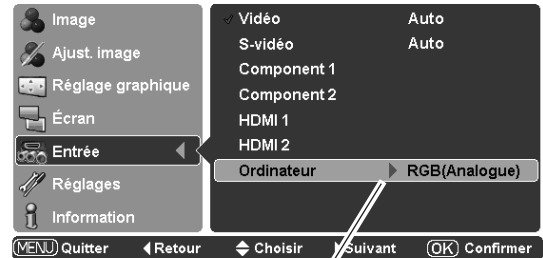 Image
Ajust. image
Réglage graphique
Écran
Entrée
Réglages
Information
Vidéo Auto
S-vidéo Auto
Component 1
Component 2
HDMI 1
HDMI 2
Ordinateur RGB(Analogue)
MENU Quitter Retour Choisir Suivant OK Confirmer